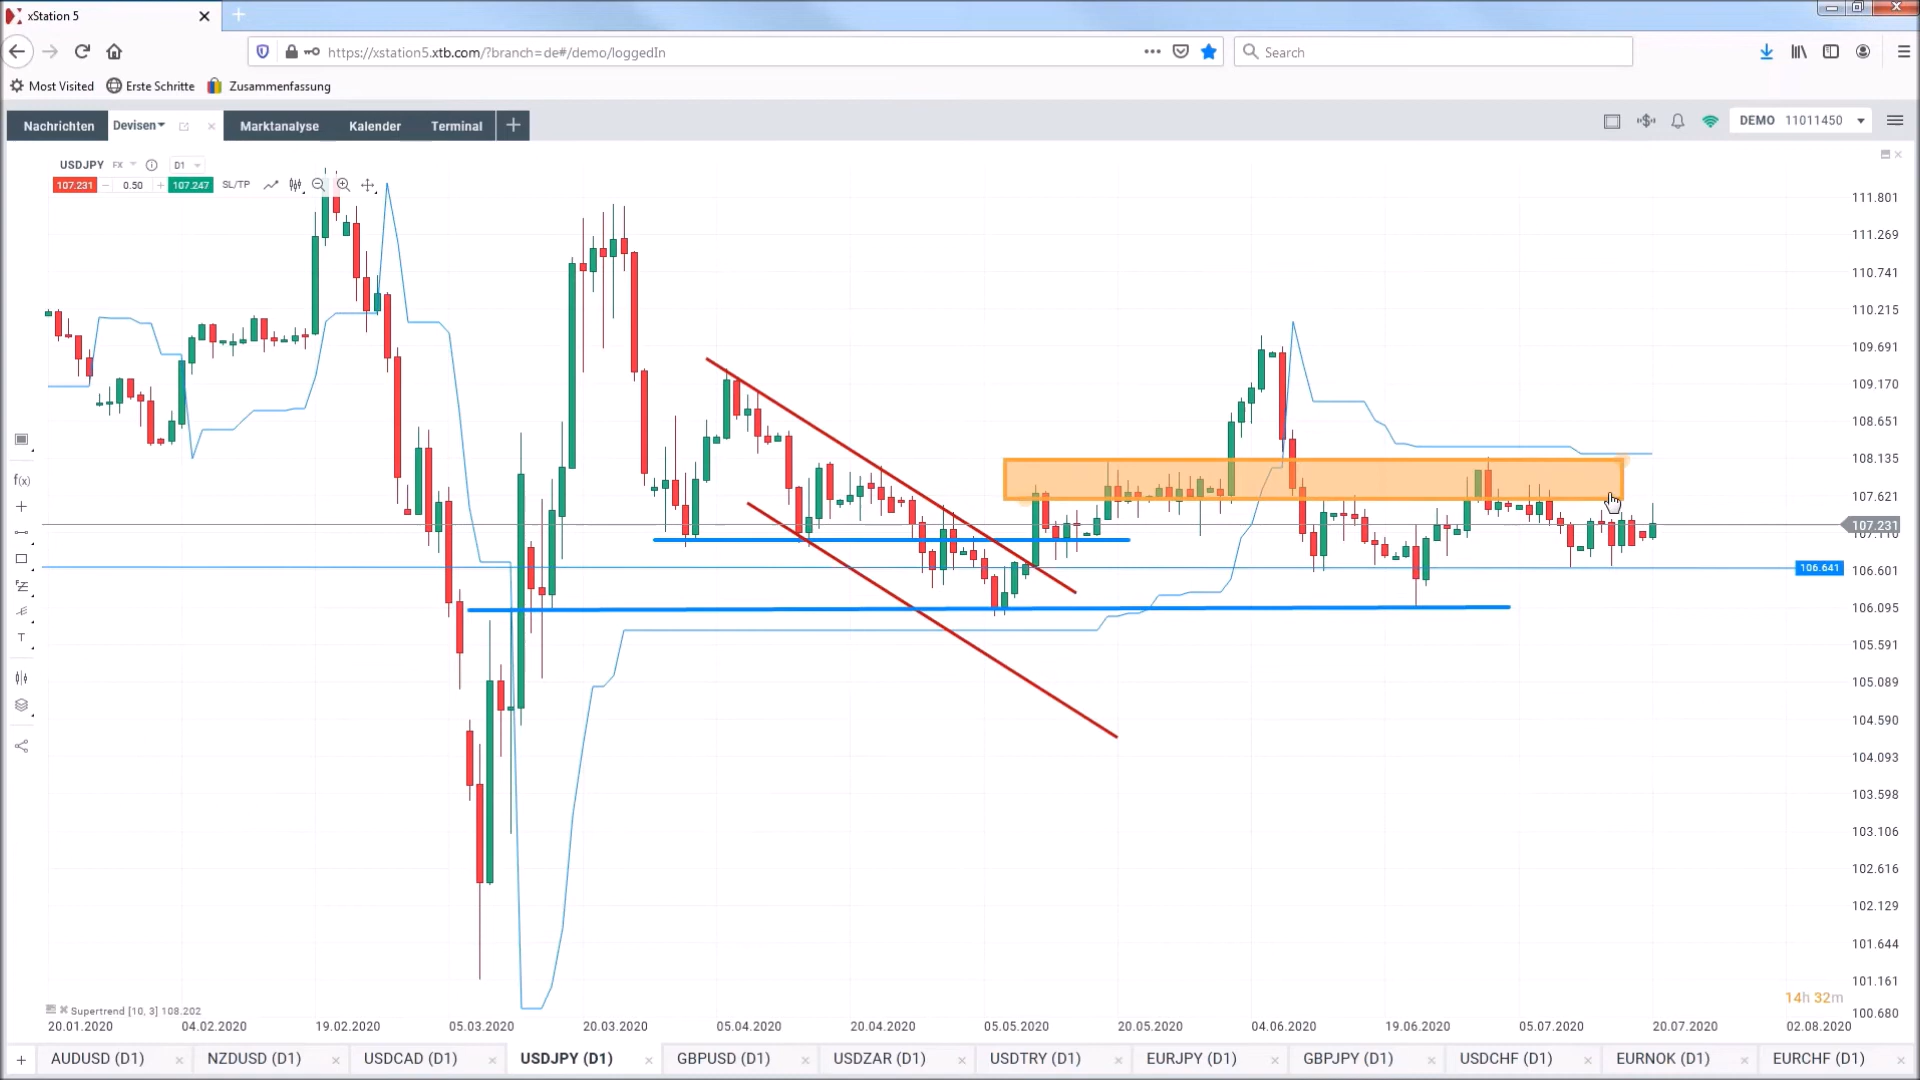 xStation 5
https://xstation5.xtb.com/?branch=de#/demo/loggedIn
Search
Most Visited Erste Schritte Zusammenfassung
Nachrichten Devisen Marktanalyse Kalender Terminal
DEMO 11011450
USDJPY FX D1
107.231 0.50 107.247 SL/TP
111.801
111.269
110.741
110.215
109.691
109.170
108.651
108.135
107.621
107.231
107.110
106.641
106.601
106.095
105.591
105.089
104.590
104.093
103.598
103.106
102.616
102.129
101.644
101.161
100.680
f(x)
T
14h 32m
Supertrend [10, 3] 108.202
20.01.2020 04.02.2020 19.02.2020 05.03.2020 20.03.2020 05.04.2020 20.04.2020 05.05.2020 20.05.2020 04.06.2020 19.06.2020 05.07.2020 20.07.2020 02.08.2020
AUDUSD (D1) NZDUSD (D1) USDCAD (D1) USDJPY (D1) GBPUSD (D1) USDZAR (D1) USDTRY (D1) EURJPY (D1) GBPJPY (D1) USDCHF (D1) EURNOK (D1) EURCHF (D1)